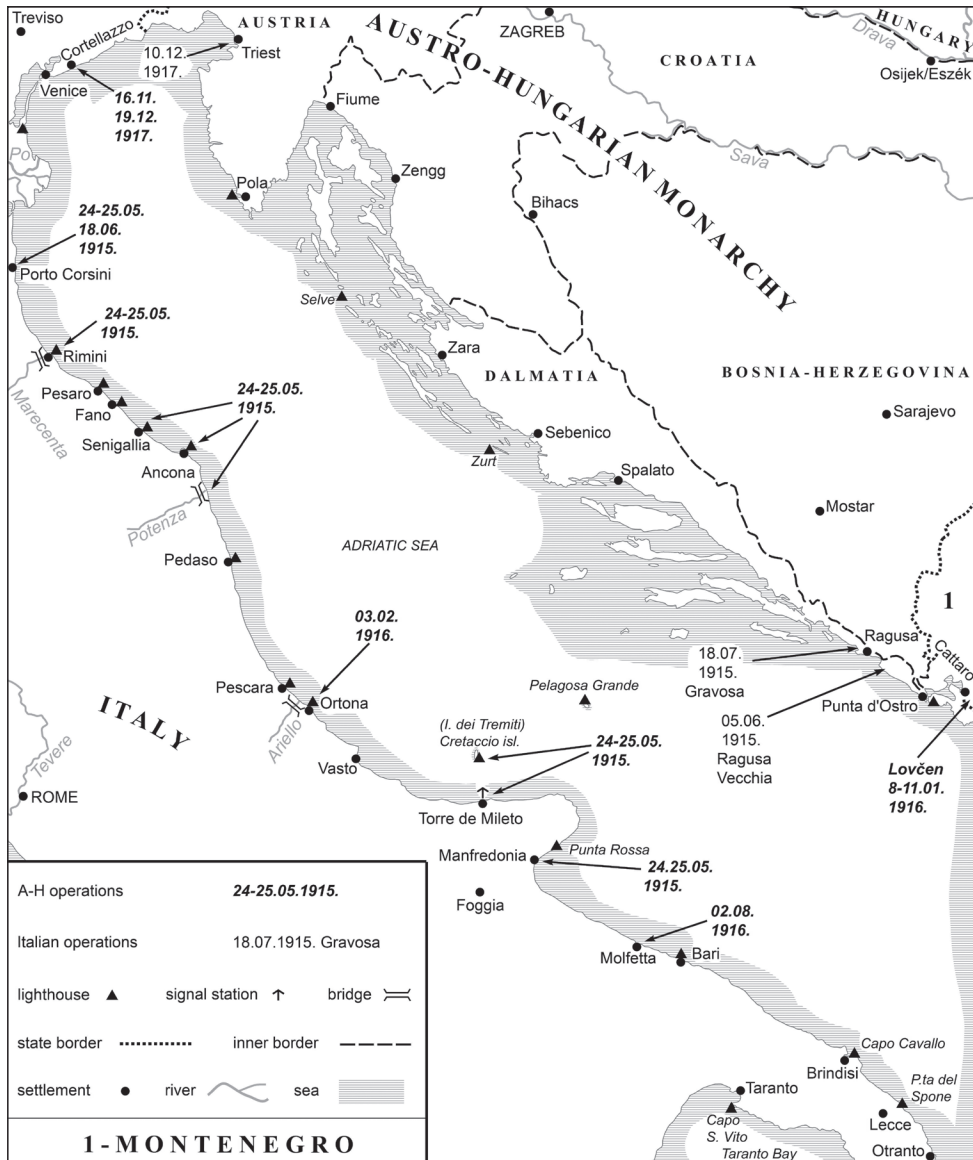 Treviso
AUSTRIA
Cortellazzo
Venice
10.12.
1917.
Triest
16.11.
19.12.
1917.
Po
Fiume
ZAGREB
CROATIA
HUNGARY
Drava
Osijek/Eszék
AUSTRO-HUNGARIAN MONARCHY
Sava
Zengg
Pola
Bihacs
24-25.05.
18.06.
1915.
Porto Corsini
Selve
24-25.05.
1915.
Rimini
Marecenta
Zara
DALMATIA
BOSNIA-HERZEGOVINA
Pesaro
Fano
Senigallia
Ancona
24-25.05.
1915.
Sarajevo
Sebenico
Zurt
Spalato
Mostar
Potenza
ADRIATIC SEA
Pedaso
03.02.
1916.
1
Ragusa
18.07.
1915.
Gravosa
Cattaro
Pescara
Ortona
Ariello
Pelagosa Grande
Punta d'Ostro
ITALY
(I. dei Tremiti)
Cretaccio isl.
24-25.05.
1915.
05.06.
1915.
Ragusa
Vecchia
Tevere
Vasto
Lovčen
8-11.01.
1916.
ROME
Torre de Mileto
Manfredonia
Punta Rossa
24.25.05.
1915.
Foggia
02.08.
1916.
Molfetta
Bari
Capo Cavallo
Brindisi
P.ta del
Spone
Taranto
Lecce
Capo
S. Vito
Taranto Bay
Otranto
A-H operations 24-25.05.1915.
Italian operations 18.07.1915. Gravosa
lighthouse signal station bridge
state border inner border
settlement river sea
1-MONTENEGRO